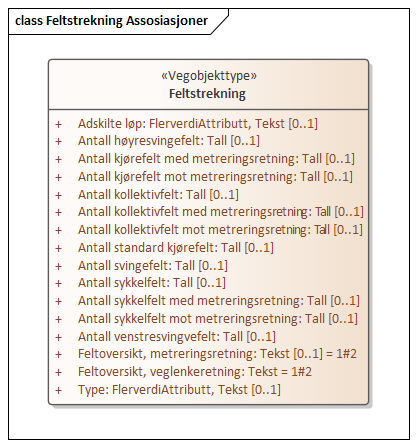 class Feltstrekning Assosiasjoner
«Vegobjekttype»
Feltstrekning
+ Adskilte løp: FlerverdiAttributt, Tekst [0..1]
+ Antall høyresvingefelt: Tall [0..1]
+ Antall kjørefelt med metreringsretning: Tall [0..1]
+ Antall kjørefelt mot metreringsretning: Tall [0..1]
+ Antall kollektivfelt: Tall [0..1]
+ Antall kollektivfelt med metreringsretning: Tall [0..1]
+ Antall kollektivfelt mot metreringsretning: Tall [0..1]
+ Antall standard kjørefelt: Tall [0..1]
+ Antall svingefelt: Tall [0..1]
+ Antall sykkelfelt: Tall [0..1]
+ Antall sykkelfelt med metreringsretning: Tall [0..1]
+ Antall sykkelfelt mot metreringsretning: Tall [0..1]
+ Antall venstresvingvefelt: Tall [0..1]
+ Feltoversikt, metreringsretning: Tekst [0..1] = 1#2
+ Feltoversikt, veglenkeretning: Tekst = 1#2
+ Type: FlerverdiAttributt, Tekst [0..1]